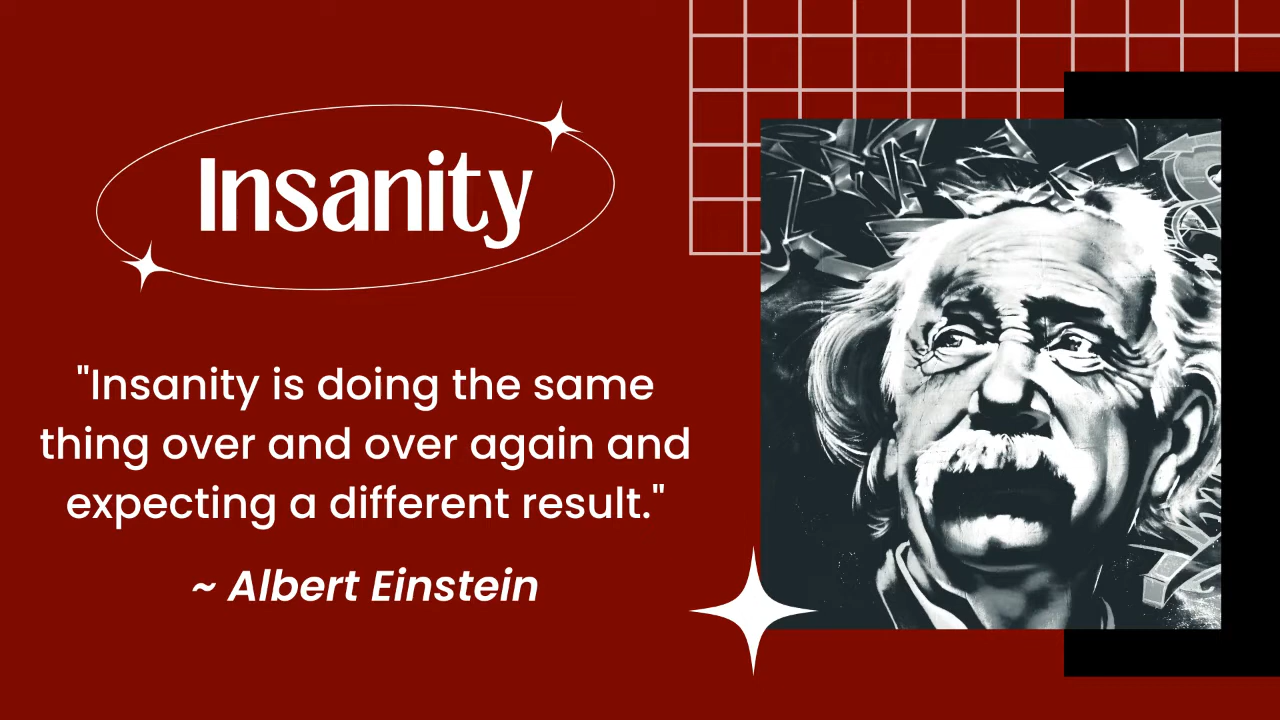 Insanity
"Insanity is doing the same
thing over and over again and
expecting a different result."
~ Albert Einstein